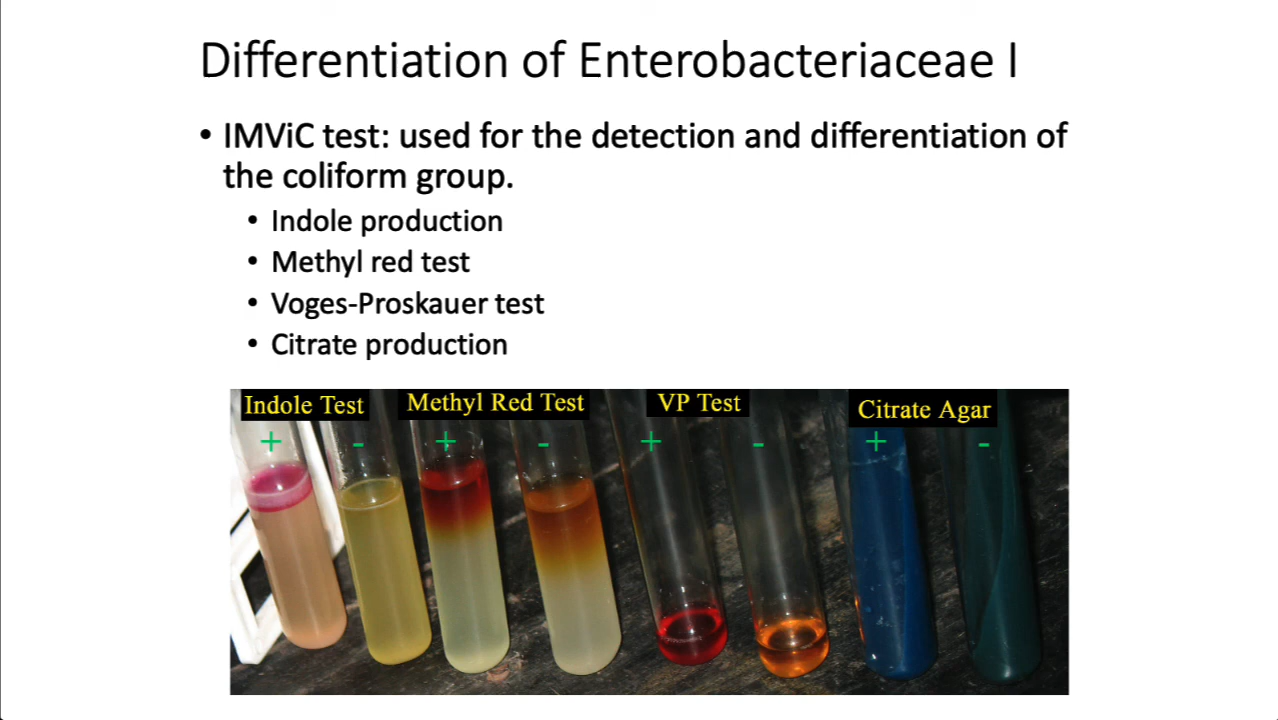 Differentiation of Enterobacteriaceae I
• IMViC test: used for the detection and differentiation of
the coliform group.
• Indole production
• Methyl red test
• Voges-Proskauer test
• Citrate production
Indole Test
Methyl Red Test
VP Test
Citrate Agar
+ - + - + - + -